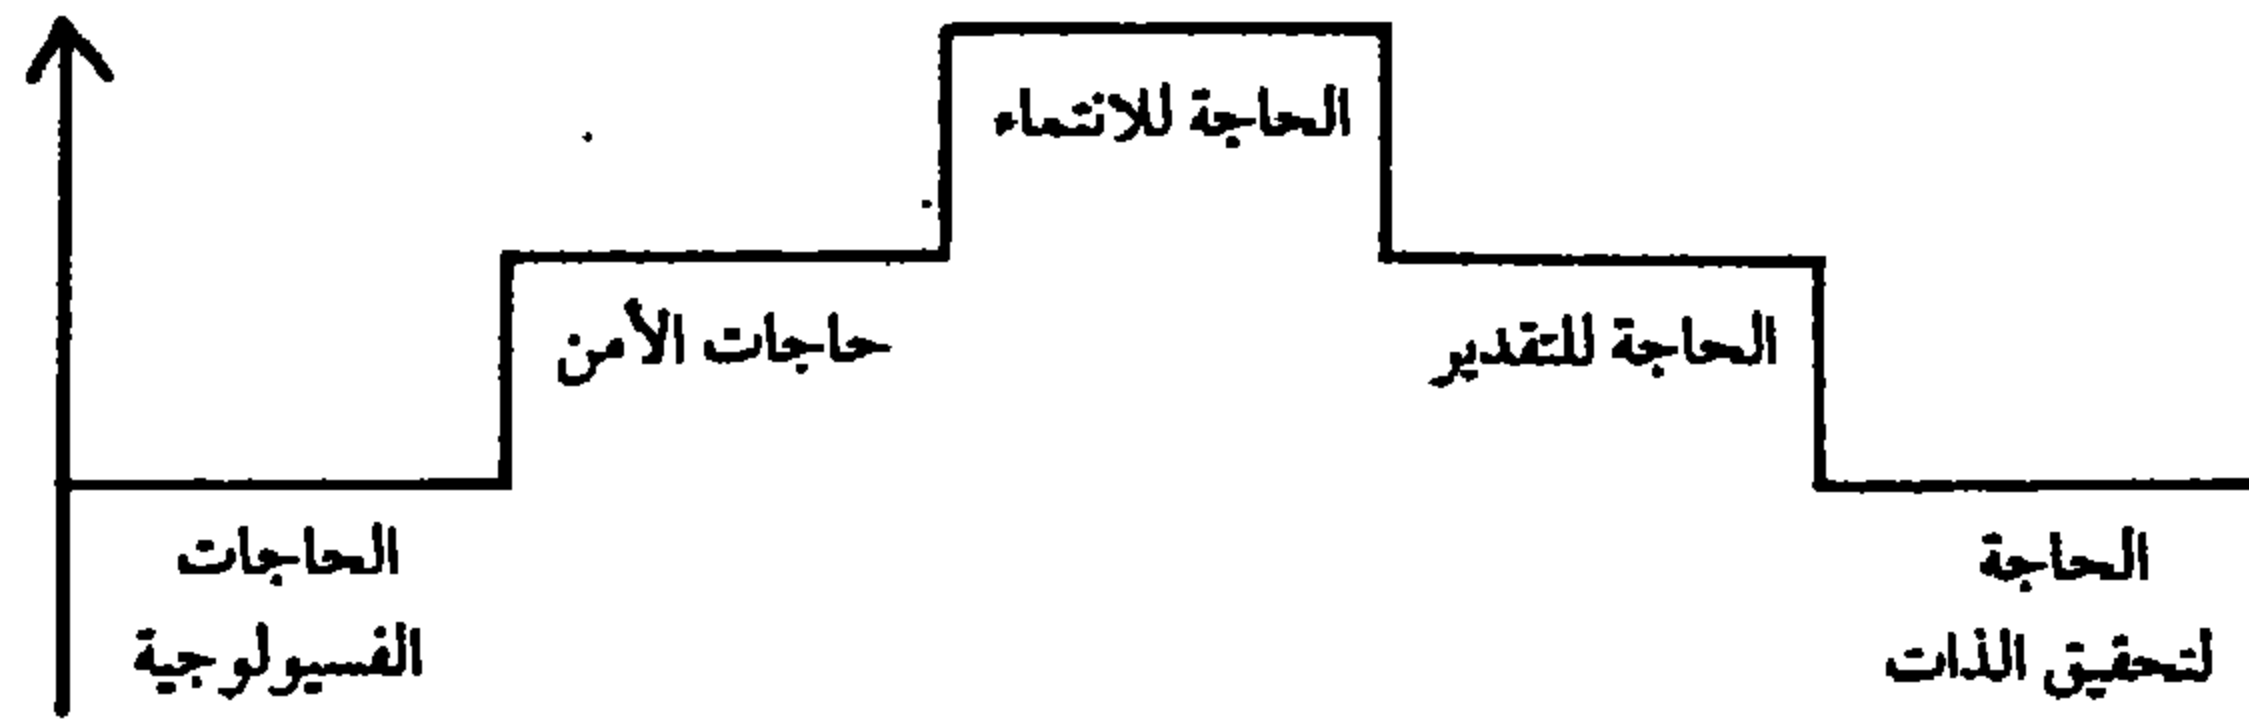 الحاجة للانتماء
حاجات الأمن
الحاجة للتقدير
الحاجات
الفسيولوجية
الحاجة
لتحقيق الذات